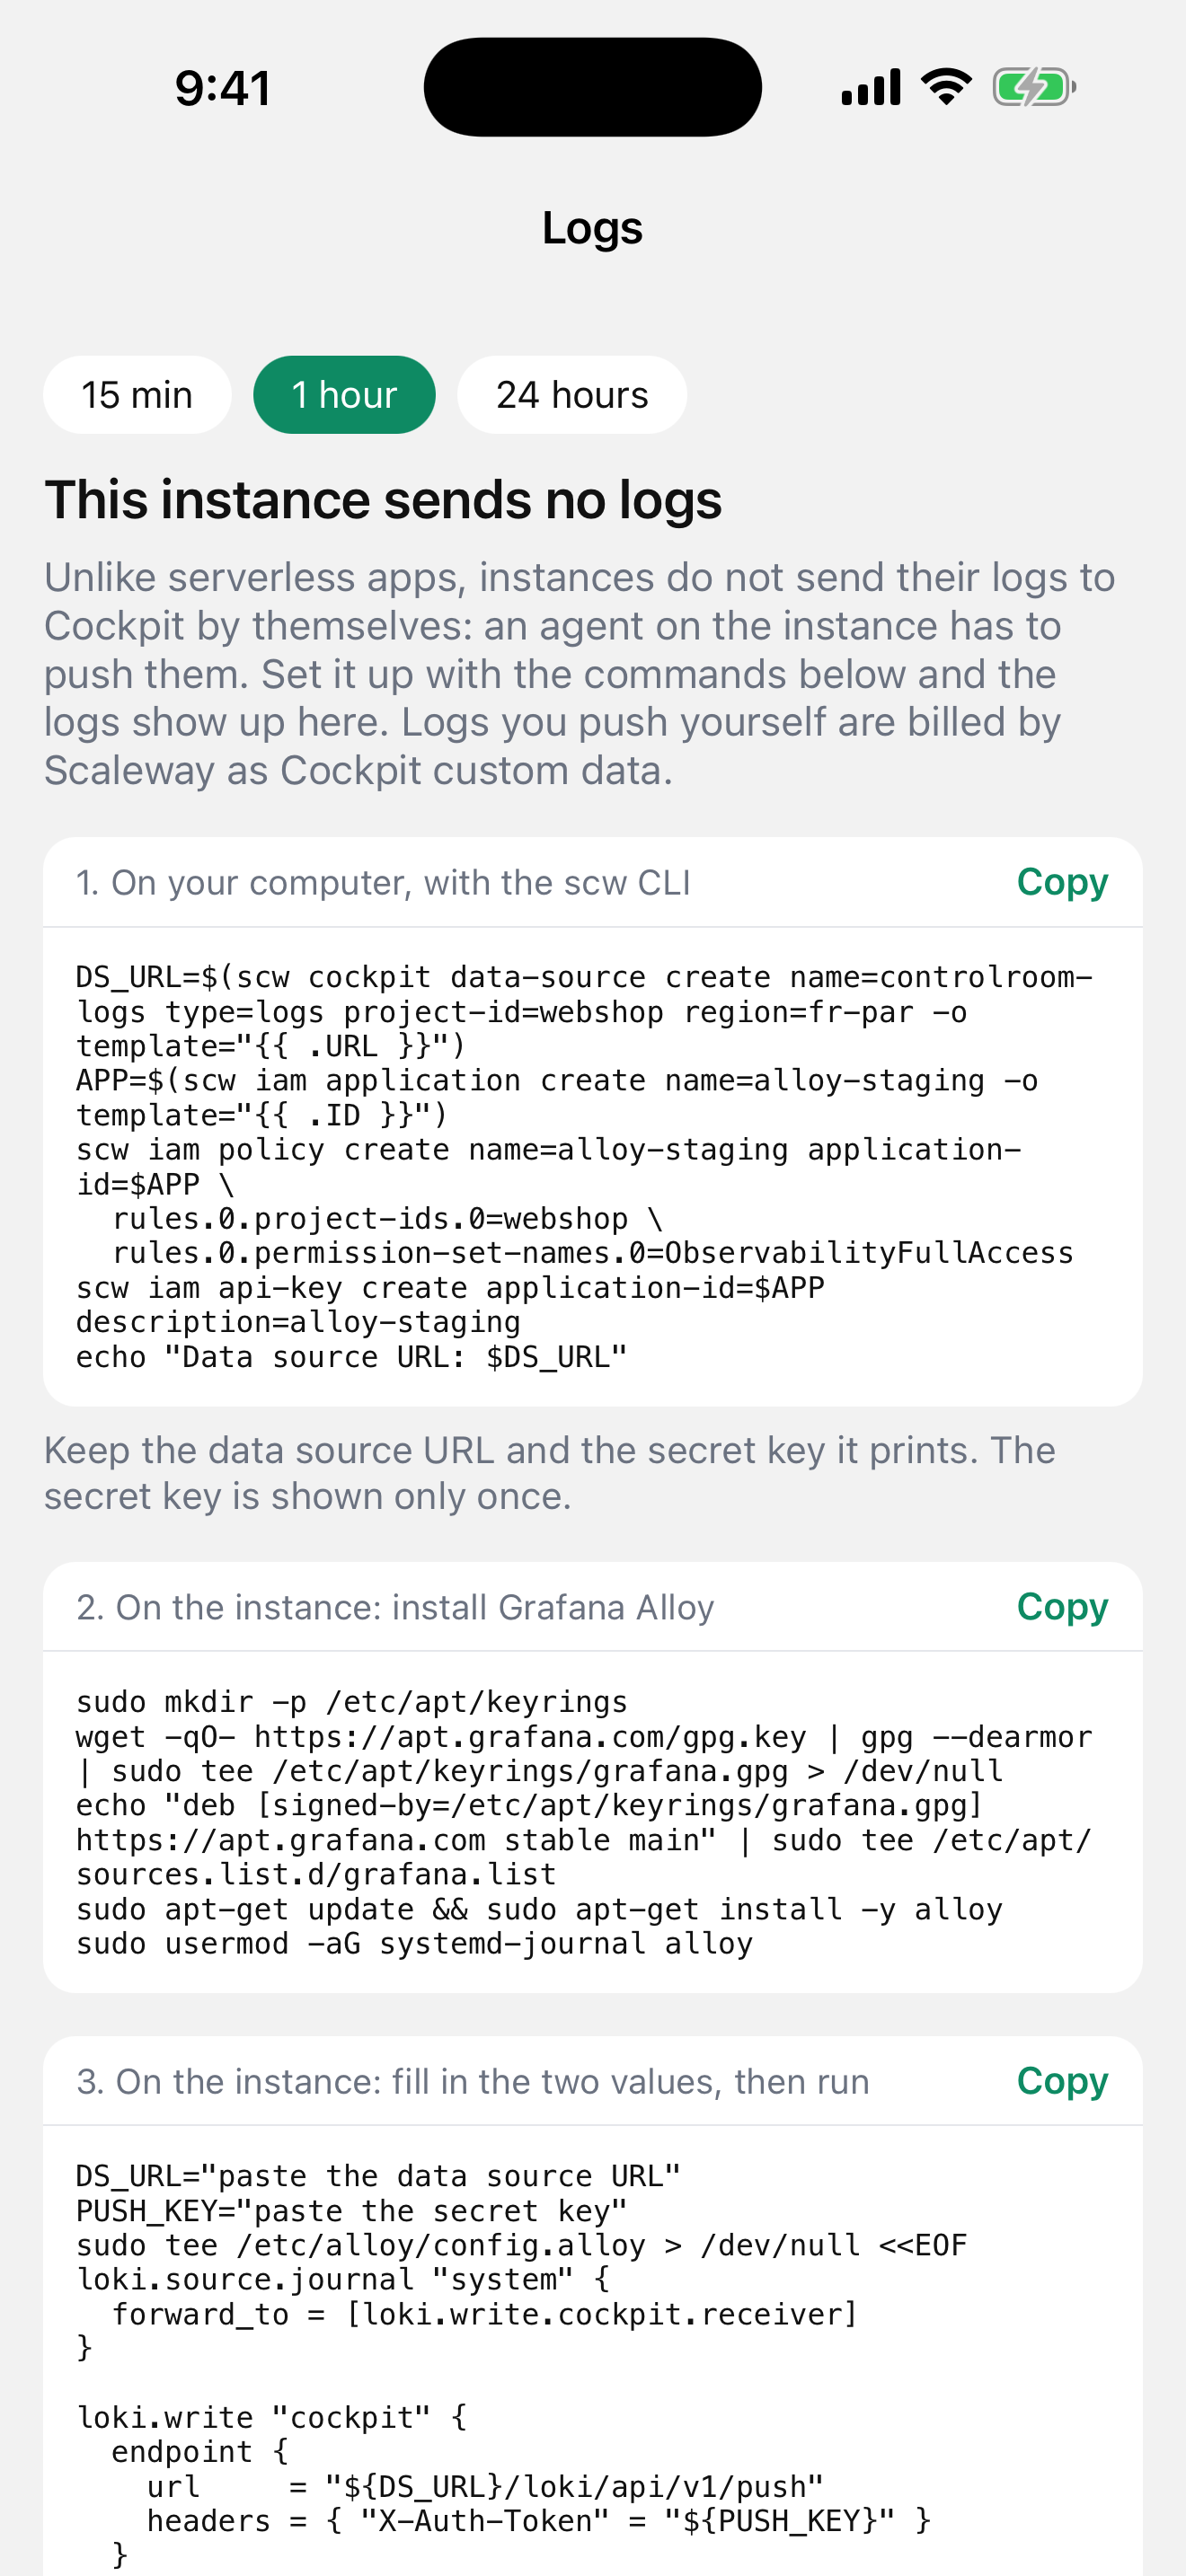 9:41
Logs
15 min
1 hour
24 hours
This instance sends no logs
Unlike serverless apps, instances do not send their logs to
Cockpit by themselves: an agent on the instance has to
push them. Set it up with the commands below and the
logs show up here. Logs you push yourself are billed by
Scaleway as Cockpit custom data.
1. On your computer, with the scw CLI
Copy
DS_URL=$(scw cockpit data-source create name=controlroom-
logs type=logs project-id=webshop region=fr-par -o
template="{{ .URL }}")
APP=$(scw iam application create name=alloy-staging -o
template="{{ .ID }}")
scw iam policy create name=alloy-staging application-
id=$APP \
  rules.0.project-ids.0=webshop \
  rules.0.permission-set-names.0=ObservabilityFullAccess
scw iam api-key create application-id=$APP
description=alloy-staging
echo "Data source URL: $DS_URL"
Keep the data source URL and the secret key it prints. The
secret key is shown only once.
2. On the instance: install Grafana Alloy
Copy
sudo mkdir -p /etc/apt/keyrings
wget -qO- https://apt.grafana.com/gpg.key | gpg --dearmor
| sudo tee /etc/apt/keyrings/grafana.gpg > /dev/null
echo "deb [signed-by=/etc/apt/keyrings/grafana.gpg]
https://apt.grafana.com stable main" | sudo tee /etc/apt/
sources.list.d/grafana.list
sudo apt-get update && sudo apt-get install -y alloy
sudo usermod -aG systemd-journal alloy
3. On the instance: fill in the two values, then run
Copy
DS_URL="paste the data source URL"
PUSH_KEY="paste the secret key"
sudo tee /etc/alloy/config.alloy > /dev/null <<EOF
loki.source.journal "system" {
  forward_to = [loki.write.cockpit.receiver]
}

loki.write "cockpit" {
  endpoint {
    url     = "${DS_URL}/loki/api/v1/push"
    headers = { "X-Auth-Token" = "${PUSH_KEY}" }
  }